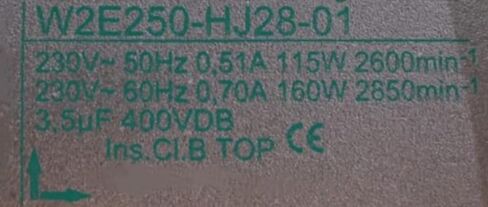 W2E250-HJ28-01
230V~ 50Hz 0,51A 115W 2600min-1
230V~ 60Hz 0,70A 160W 2850min-1
3,5µF 400VDB
Ins.Cl.B TOP CE